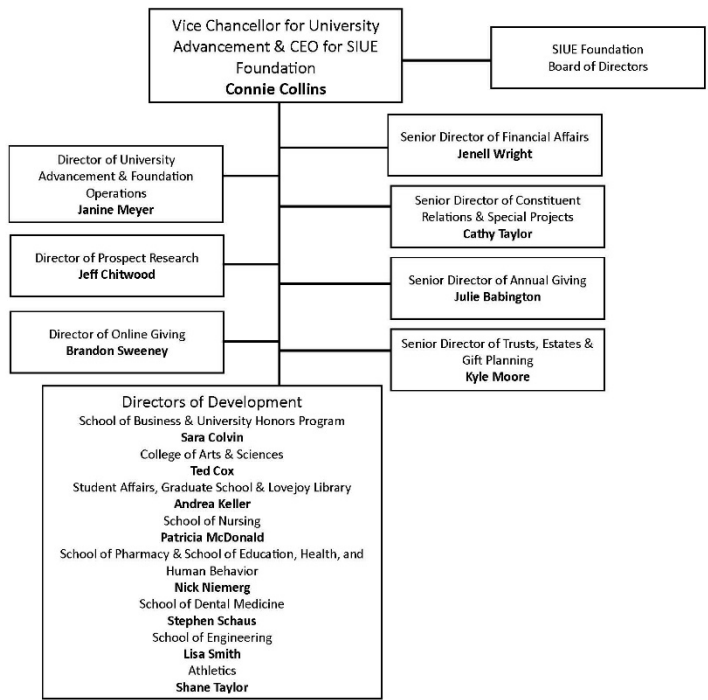 Vice Chancellor for University
Advancement & CEO for SIUE
Foundation
Connie Collins
SIUE Foundation
Board of Directors
Senior Director of Financial Affairs
Jenell Wright
Director of University
Advancement & Foundation
Operations
Janine Meyer
Senior Director of Constituent
Relations & Special Projects
Cathy Taylor
Director of Prospect Research
Jeff Chitwood
Senior Director of Annual Giving
Julie Babington
Director of Online Giving
Brandon Sweeney
Senior Director of Trusts, Estates &
Gift Planning
Kyle Moore
Directors of Development
School of Business & University Honors Program
Sara Colvin
College of Arts & Sciences
Ted Cox
Student Affairs, Graduate School & Lovejoy Library
Andrea Keller
School of Nursing
Patricia McDonald
School of Pharmacy & School of Education, Health, and
Human Behavior
Nick Niemerg
School of Dental Medicine
Stephen Schaus
School of Engineering
Lisa Smith
Athletics
Shane Taylor